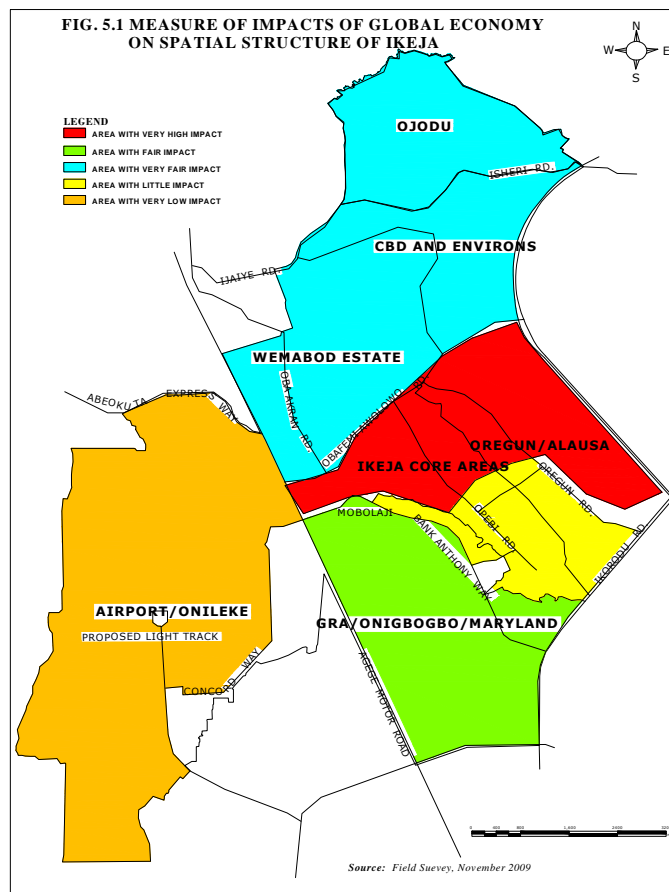 FIG. 5.1 MEASURE OF IMPACTS OF GLOBAL ECONOMY
ON SPATIAL STRUCTURE OF IKEJA
N
W
E
S
LEGEND
AREA WITH VERY HIGH IMPACT
AREA WITH FAIR IMPACT
AREA WITH VERY FAIR IMPACT
AREA WITH LITTLE IMPACT
AREA WITH VERY LOW IMPACT
OJODU
ISHERI RD.
CBD AND ENVIRONS
IJAIYE RD.
WEMABOD ESTATE
ABEOKUTA EXPRESS WAY
OBA AKRAN RD.
OBAFEMI AWOLOWO RD.
OREGUN/ALAUSA
IKEJA CORE AREAS
OREGUN RD.
OPEBI RD
MOBOLAJI
BANK ANTHONY WAY
IKORODU RD
AIRPORT/ONILEKE
GRA/ONIGBOGBO/MARYLAND
PROPOSED LIGHT TRACK
CONCORD WAY
AGEGE MOTOR ROAD
Source: Field Suevey, November 2009